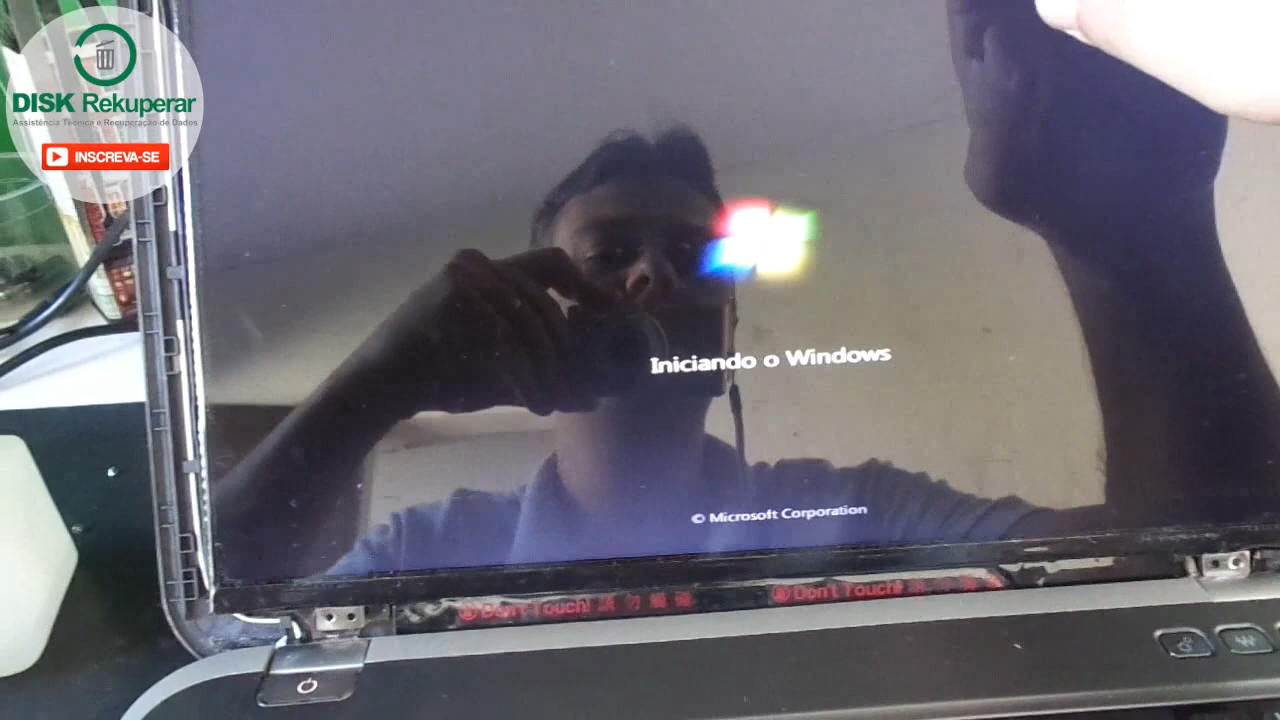 DISK Rekuperar
Assistência Técnica e Recuperação de Dados
INSCREVA-SE
Iniciando o Windows
© Microsoft Corporation
Don't Touch!
Don't Touch!